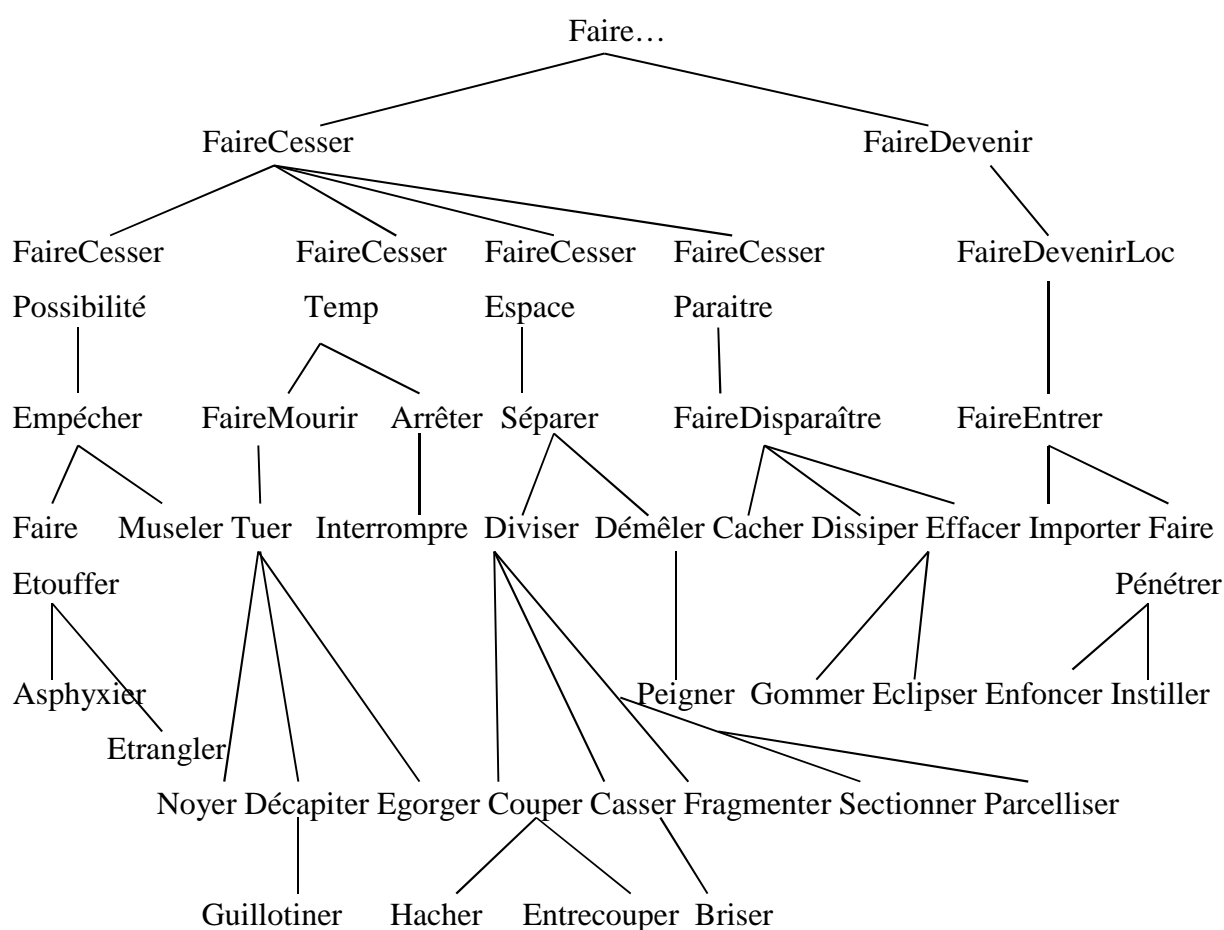 Faire…
FaireCesser FaireDevenir
FaireCesser FaireCesser FaireCesser FaireCesser FaireDevenirLoc
Possibilité Temp Espace Paraitre
Empécher FaireMourir Arrêter Séparer FaireDisparaître FaireEntrer
Faire Museler Tuer Interrompre Diviser Démêler Cacher Dissiper Effacer Importer Faire
Etouffer Pénétrer
Asphyxier Peigner Gommer Eclipser Enfoncer Instiller
Etrangler
Noyer Décapiter Egorger Couper Casser Fragmenter Sectionner Parcelliser
Guillotiner Hacher Entrecouper Briser